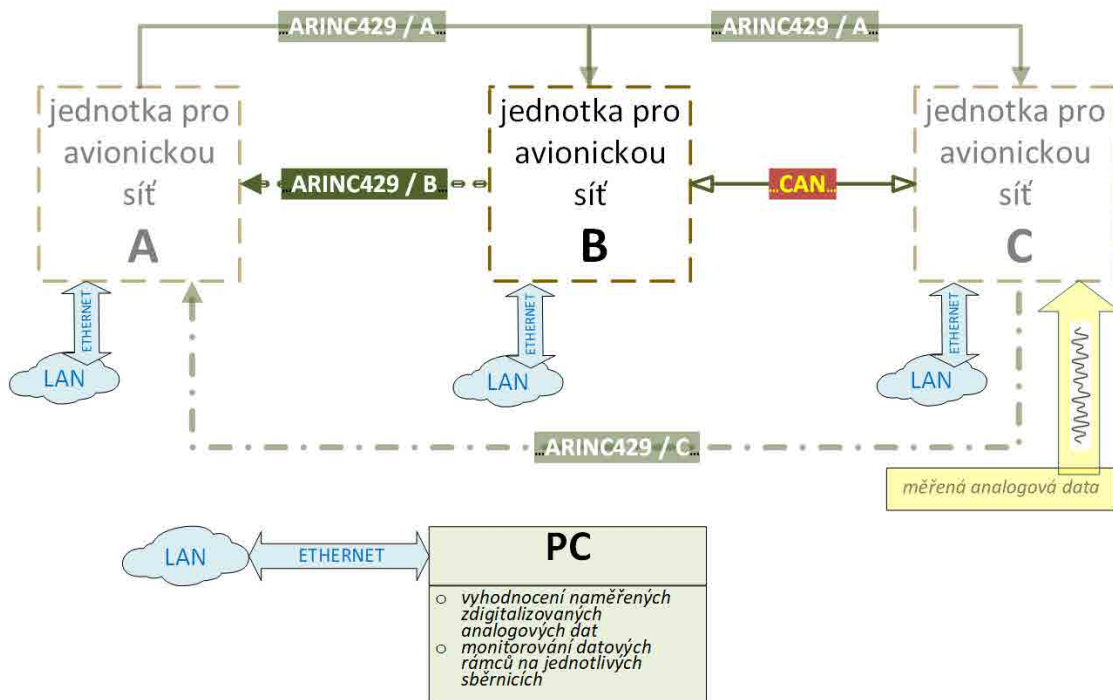 ...ARINC429 / A...
...ARINC429 / A...
jednotka pro
avionickou
síť
A
jednotka pro
avionickou
síť
B
jednotka pro
avionickou
síť
C
...ARINC429 / B...
...CAN...
ETHERNET
LAN
ETHERNET
LAN
ETHERNET
LAN
...ARINC429 / C...
měřená analogová data
LAN
ETHERNET
PC
o vyhodnocení naměřených
zdigitalizovaných
analogových dat
o monitorování datových
rámců na jednotlivých
sběrnicích